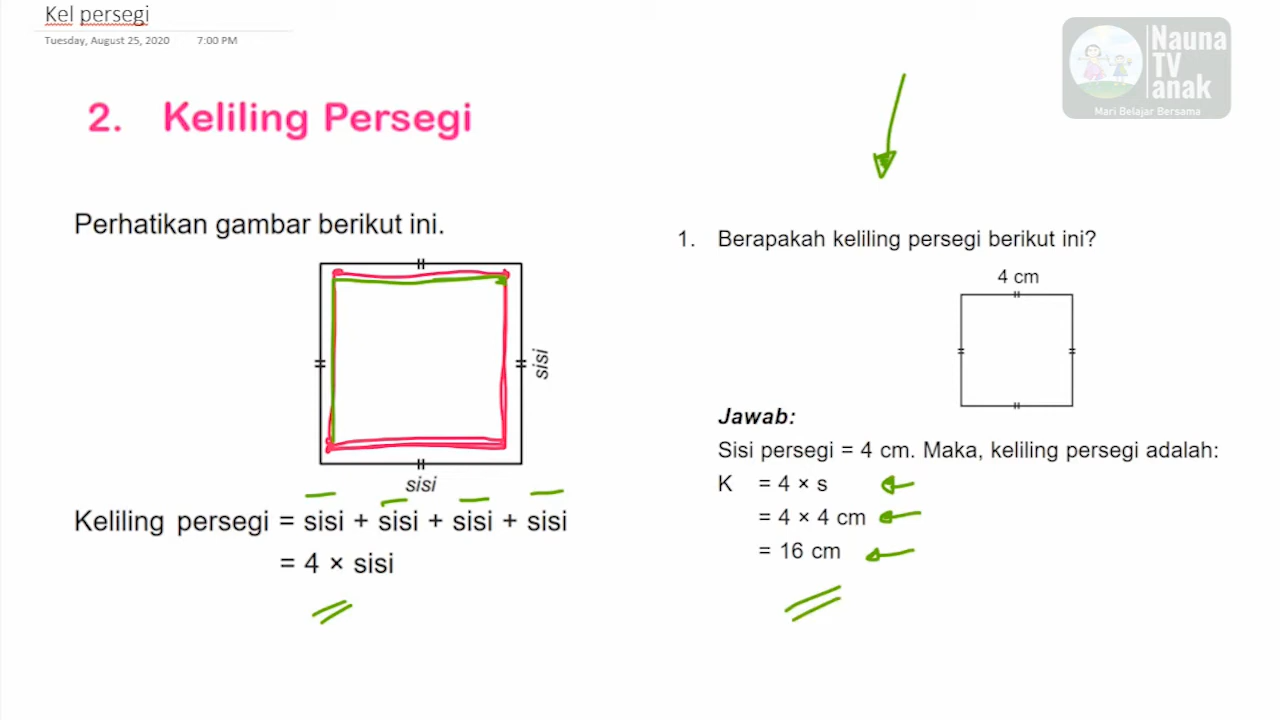 Kel persegi
Tuesday, August 25, 2020 7:00 PM
Nauna
TV
anak
Mari Belajar Bersama
2. Keliling Persegi
Perhatikan gambar berikut ini.
sisi
sisi
Keliling persegi = sisi + sisi + sisi + sisi
= 4 × sisi
1. Berapakah keliling persegi berikut ini?
4 cm
Jawab:
Sisi persegi = 4 cm. Maka, keliling persegi adalah:
K = 4 × s
= 4 × 4 cm
= 16 cm